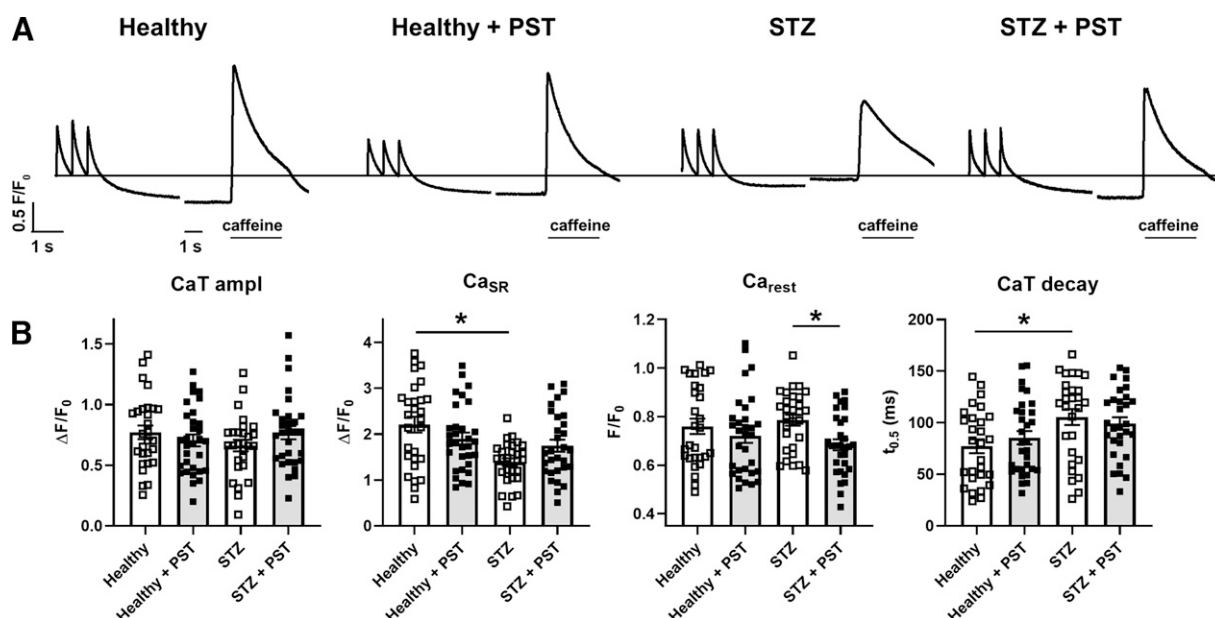 A
Healthy
Healthy + PST
STZ
STZ + PST
0.5 F/F0
1 s
1 s
caffeine
caffeine
caffeine
caffeine
B
CaT ampl
ΔF/F0
1.5
1.0
0.5
0.0
Healthy
Healthy + PST
STZ
STZ + PST
CaSR
*
ΔF/F0
4
3
2
1
0
Healthy
Healthy + PST
STZ
STZ + PST
Carest
*
F/F0
1.2
1.0
0.8
0.6
0.4
Healthy
Healthy + PST
STZ
STZ + PST
CaT decay
*
t0.5 (ms)
200
150
100
50
0
Healthy
Healthy + PST
STZ
STZ + PST